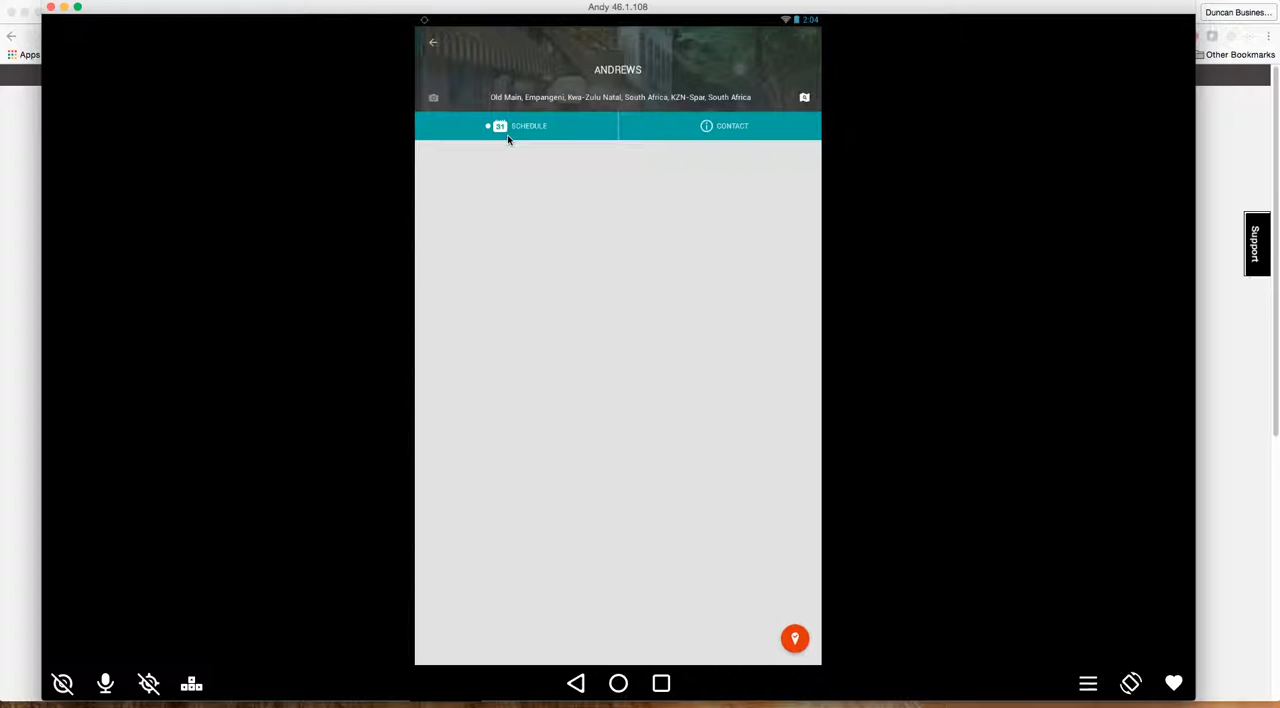 Andy 46.1.108
Duncan Busines...
Apps
Other Bookmarks
2:04
ANDREWS
Old Main, Empangeni, Kwa-Zulu Natal, South Africa, KZN-Spar, South Africa
31 SCHEDULE
CONTACT
Support